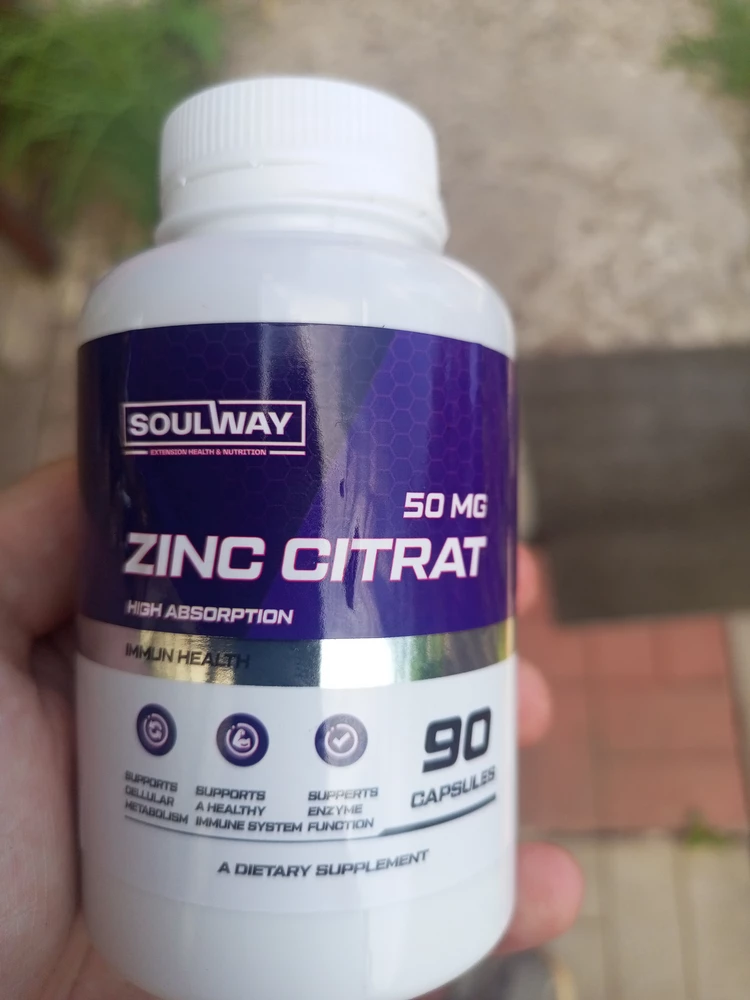 SOULWAY
EXTENSION HEALTH & NUTRITION
50 MG
ZINC CITRAT
HIGH ABSORPTION
IMMUN HEALTH
SUPPORTS
CELLULAR
METABOLISM
SUPPORTS
A HEALTHY
IMMUNE SYSTEM
SUPPERTS
ENZYME
FUNCTION
90
CAPSULES
A DIETARY SUPPLEMENT